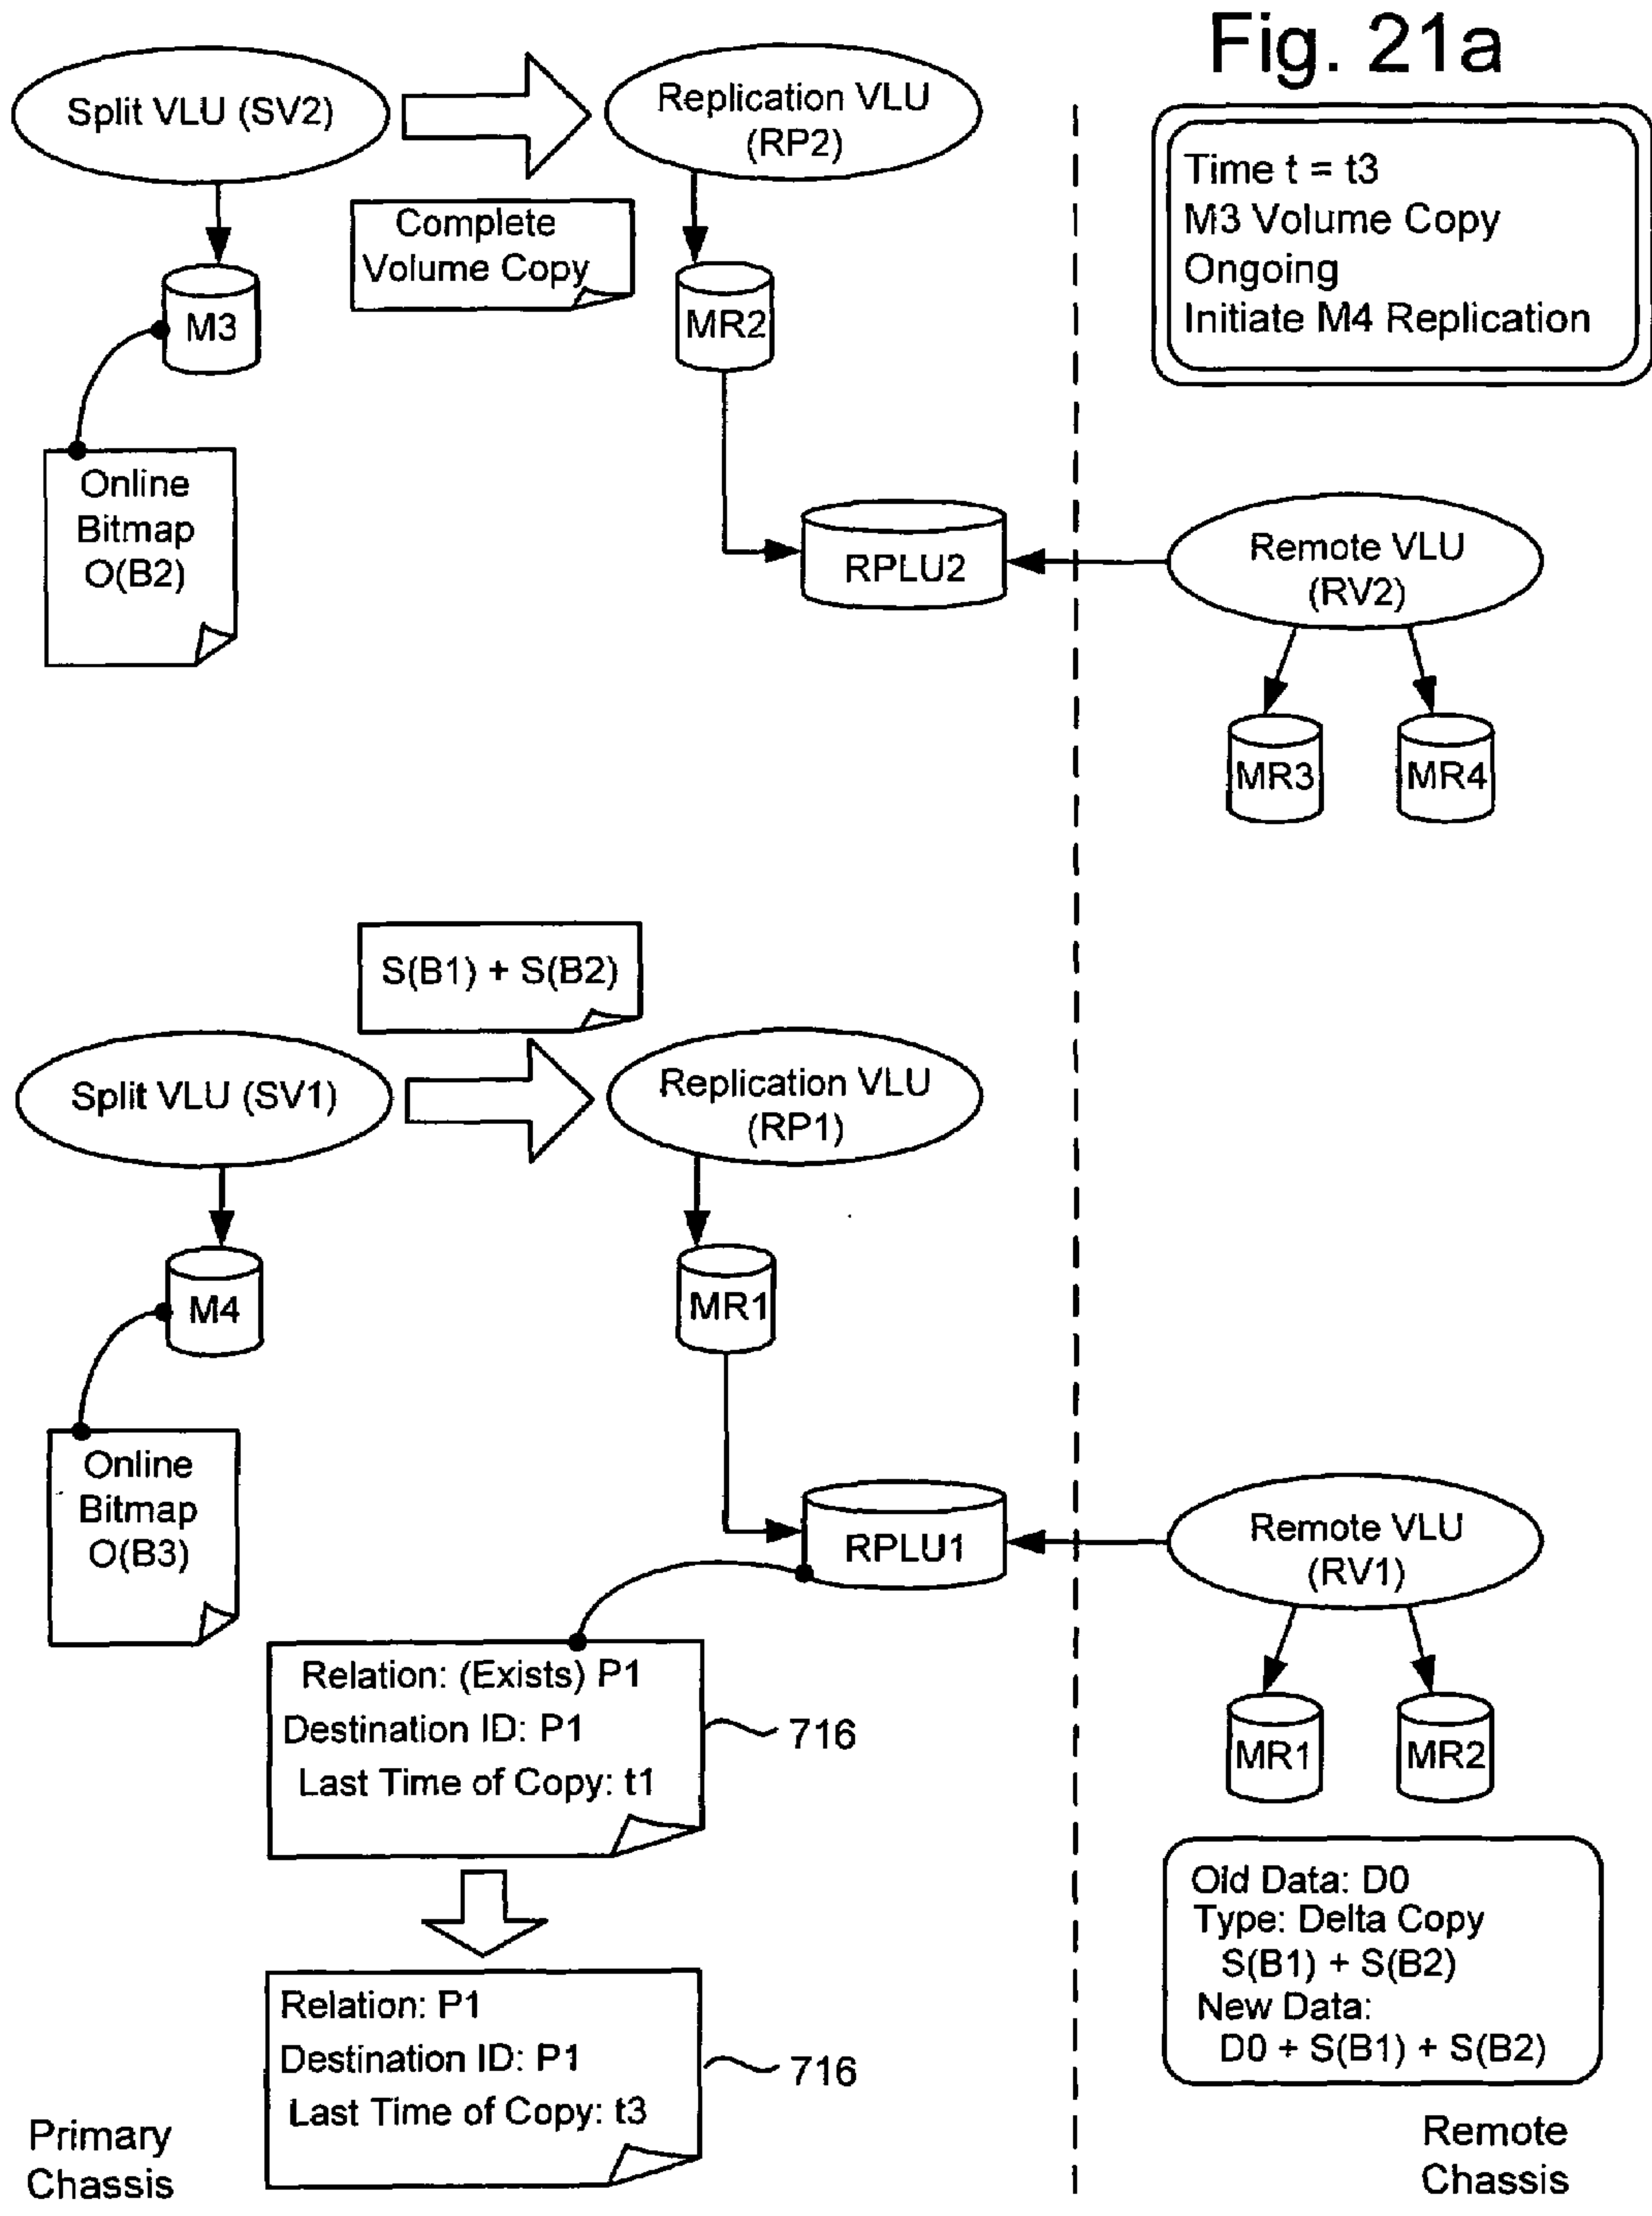 Fig. 21a
Split VLU (SV2)
Replication VLU
(RP2)
Complete
Volume Copy
Time t = t3
M3 Volume Copy
Ongoing
Initiate M4 Replication
M3
MR2
Online
Bitmap
O(B2)
RPLU2
Remote VLU
(RV2)
MR3
MR4
S(B1) + S(B2)
Split VLU (SV1)
Replication VLU
(RP1)
M4
MR1
Online
Bitmap
O(B3)
RPLU1
Remote VLU
(RV1)
MR1
MR2
Relation: (Exists) P1
Destination ID: P1
Last Time of Copy: t1
716
Old Data: D0
Type: Delta Copy
S(B1) + S(B2)
New Data:
D0 + S(B1) + S(B2)
Relation: P1
Destination ID: P1
Last Time of Copy: t3
716
Primary
Chassis
Remote
Chassis